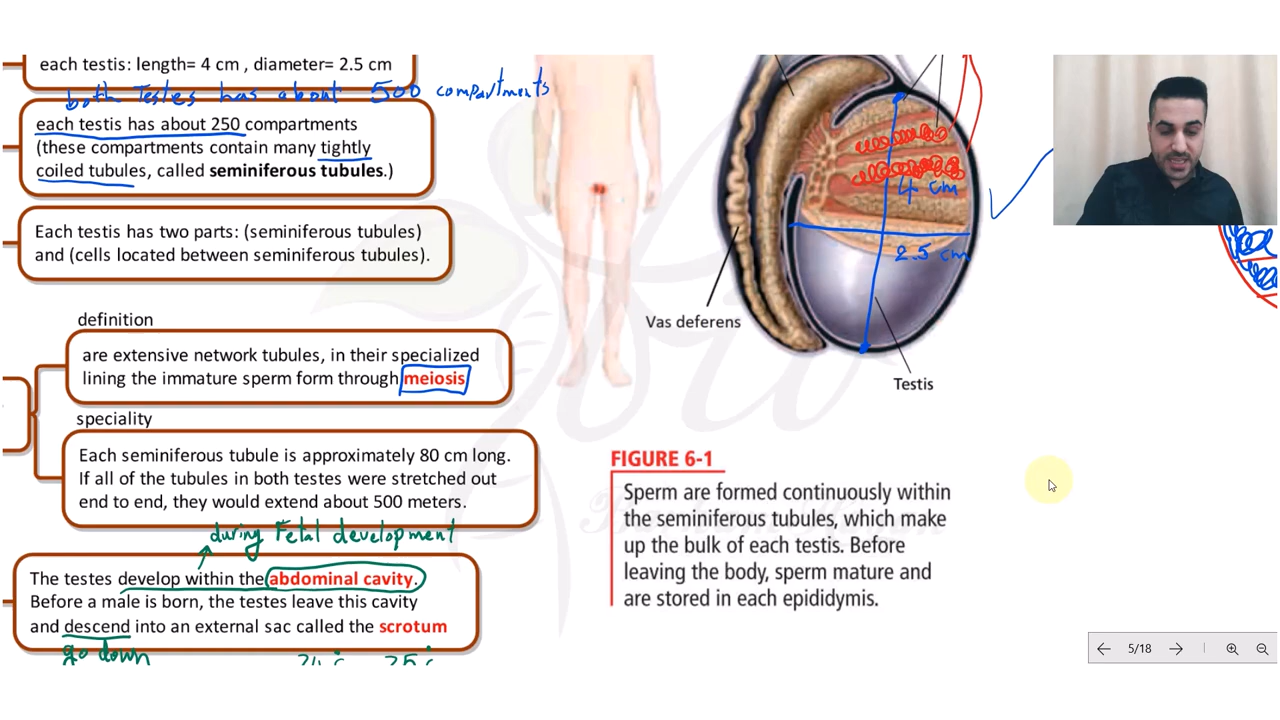 each testis: length= 4 cm , diameter= 2.5 cm
both Testes has about 500 compartments
each testis has about 250 compartments
(these compartments contain many tightly
coiled tubules, called seminiferous tubules.)
Each testis has two parts: (seminiferous tubules)
and (cells located between seminiferous tubules).
definition
are extensive network tubules, in their specialized
lining the immature sperm form through meiosis
speciality
Each seminiferous tubule is approximately 80 cm long.
If all of the tubules in both testes were stretched out
end to end, they would extend about 500 meters.
during Fetal development
The testes develop within the abdominal cavity.
Before a male is born, the testes leave this cavity
and descend into an external sac called the scrotum
go down
4 cm
2.5 cm
Vas deferens
Testis
FIGURE 6-1
Sperm are formed continuously within
the seminiferous tubules, which make
up the bulk of each testis. Before
leaving the body, sperm mature and
are stored in each epididymis.
5/18